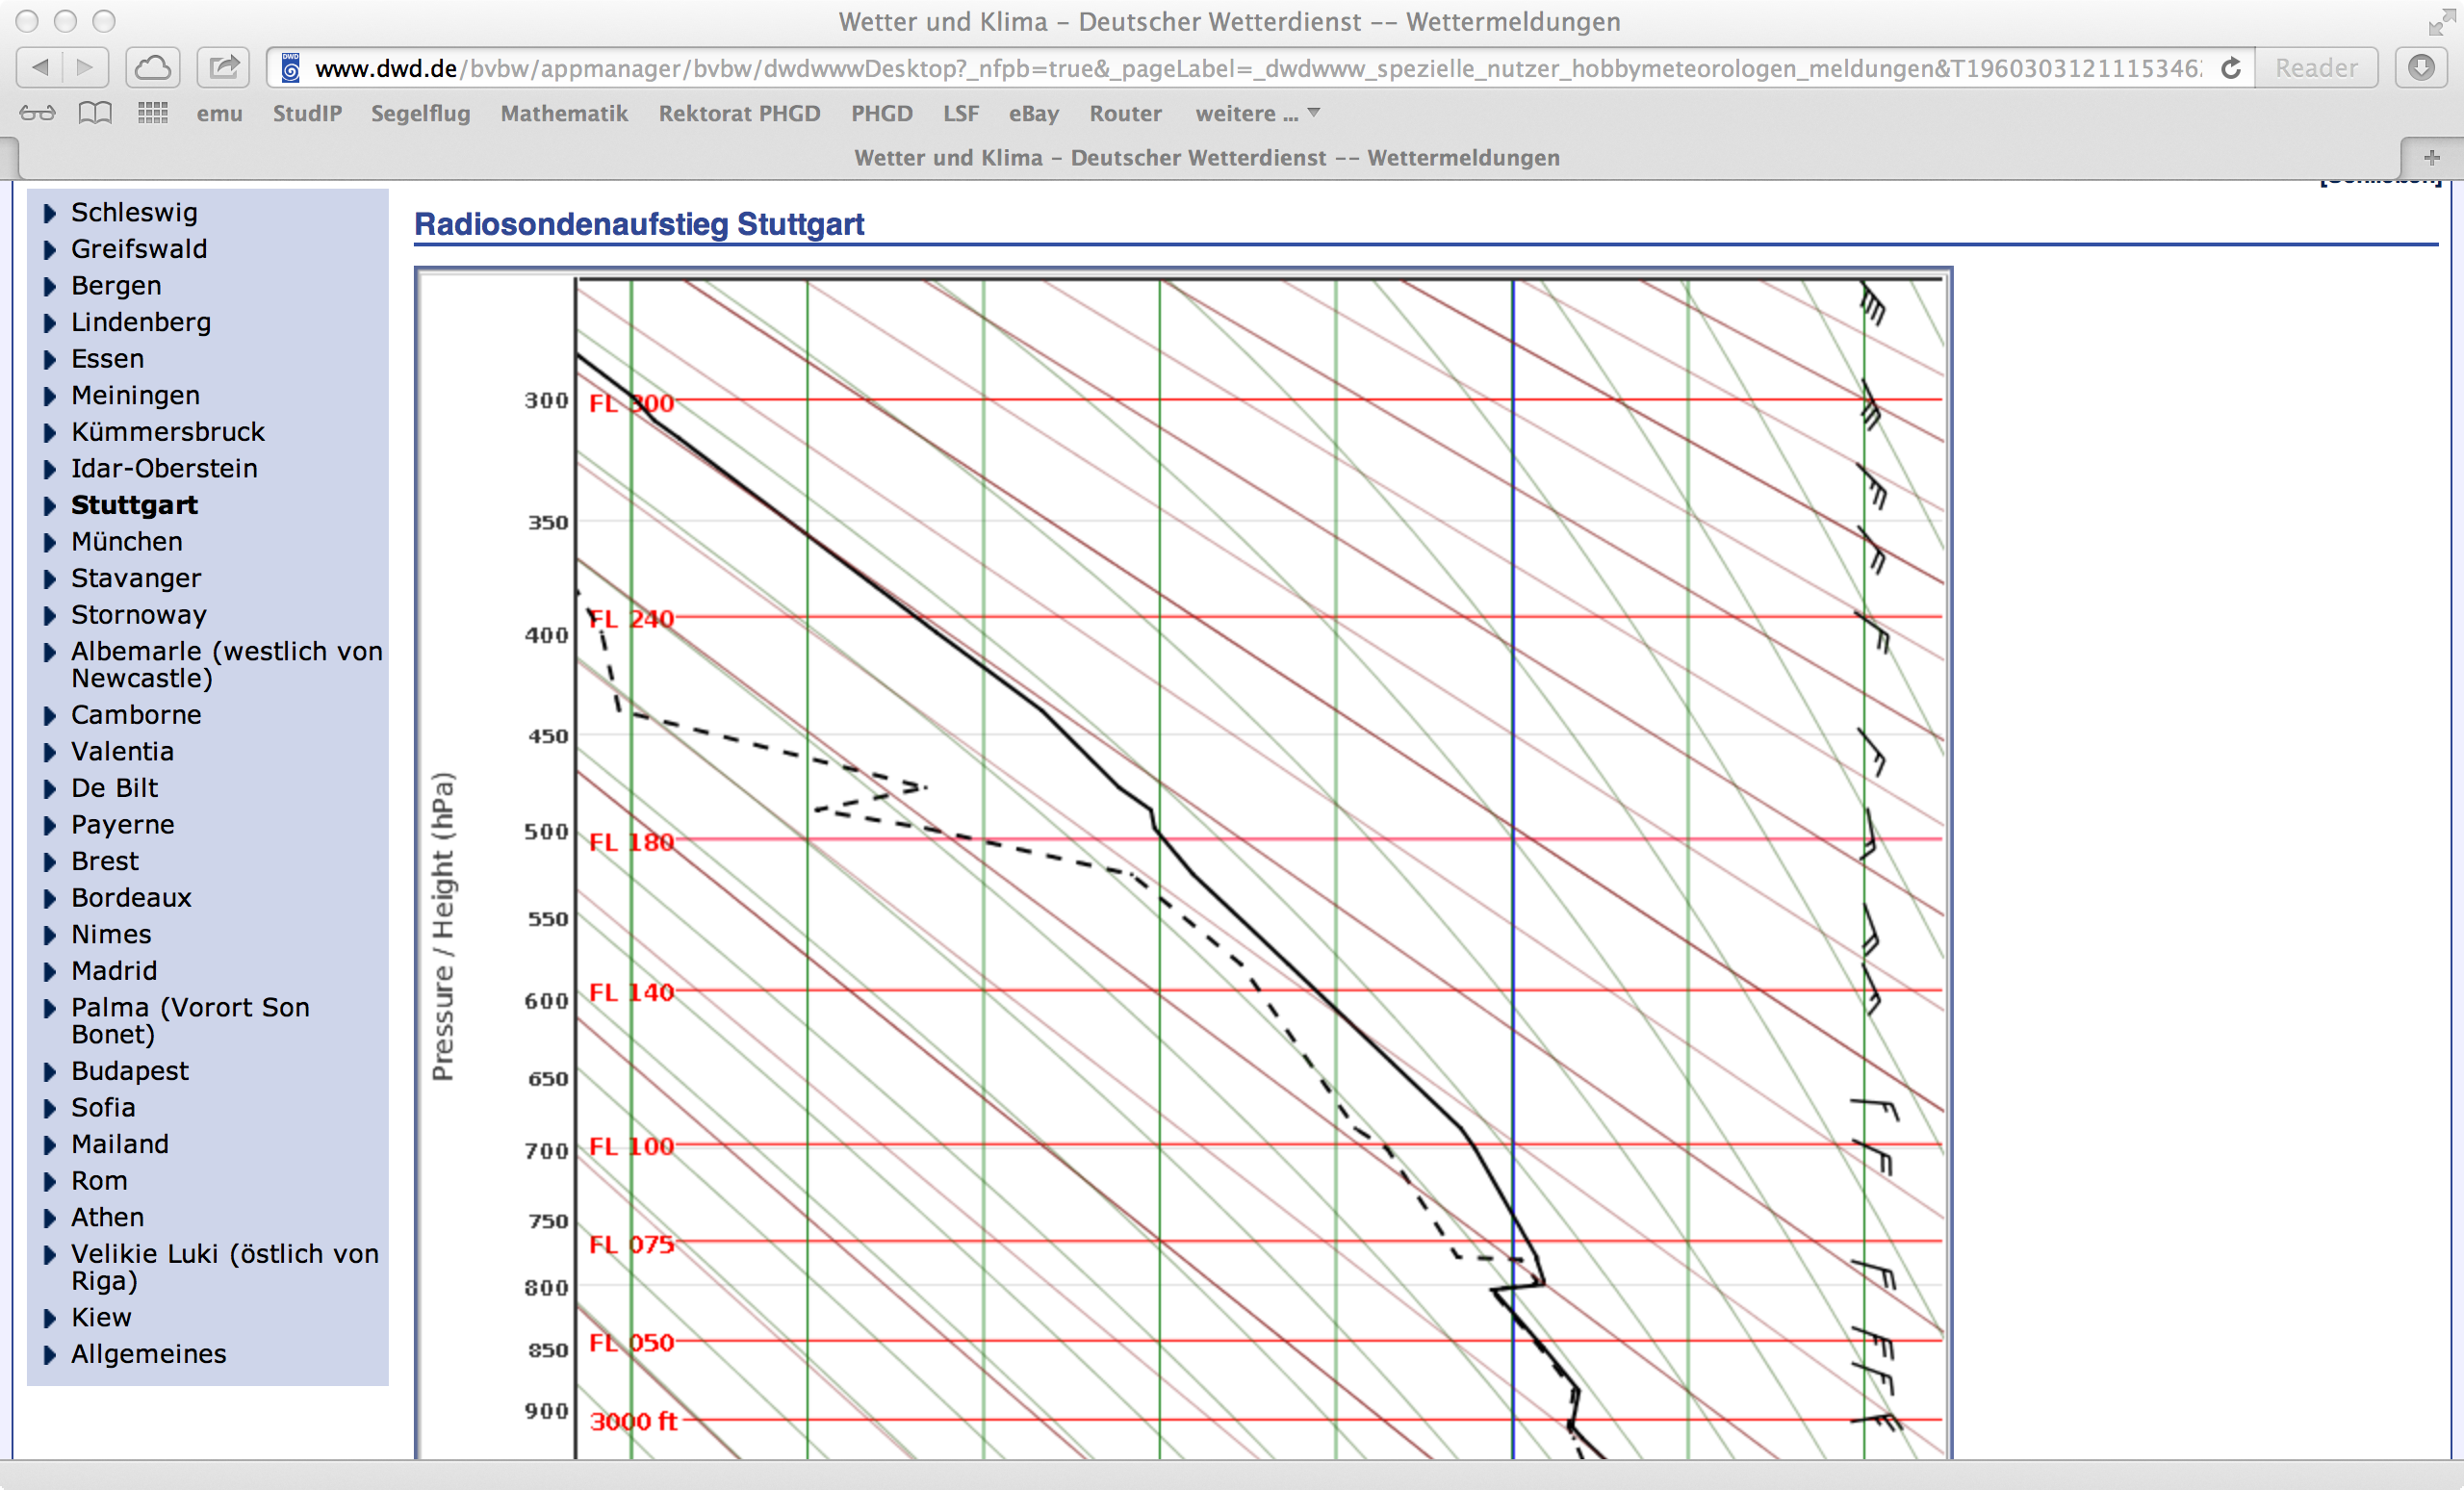 Wetter und Klima – Deutscher Wetterdienst -- Wettermeldungen
www.dwd.de/bvbw/appmanager/bvbw/dwdwwwDesktop?_nfpb=true&_pageLabel=_dwdwww_spezielle_nutzer_hobbymeteorologen_meldungen&T1960303121115346
Reader
emu StudIP Segelflug Mathematik Rektorat PHGD PHGD LSF eBay Router weitere ...
Wetter und Klima – Deutscher Wetterdienst -- Wettermeldungen
Schleswig
Greifswald
Bergen
Lindenberg
Essen
Meiningen
Kümmersbruck
Idar-Oberstein
Stuttgart
München
Stavanger
Stornoway
Albemarle (westlich von
Newcastle)
Camborne
Valentia
De Bilt
Payerne
Brest
Bordeaux
Nimes
Madrid
Palma (Vorort Son
Bonet)
Budapest
Sofia
Mailand
Rom
Athen
Velikie Luki (östlich von
Riga)
Kiew
Allgemeines
Radiosondenaufstieg Stuttgart
Pressure / Height (hPa)
300 FL 300
350
FL 240
400
450
500
FL 180
550
600 FL 140
650
700 FL 100
750
FL 075
800
850 FL 050
900 3000 ft